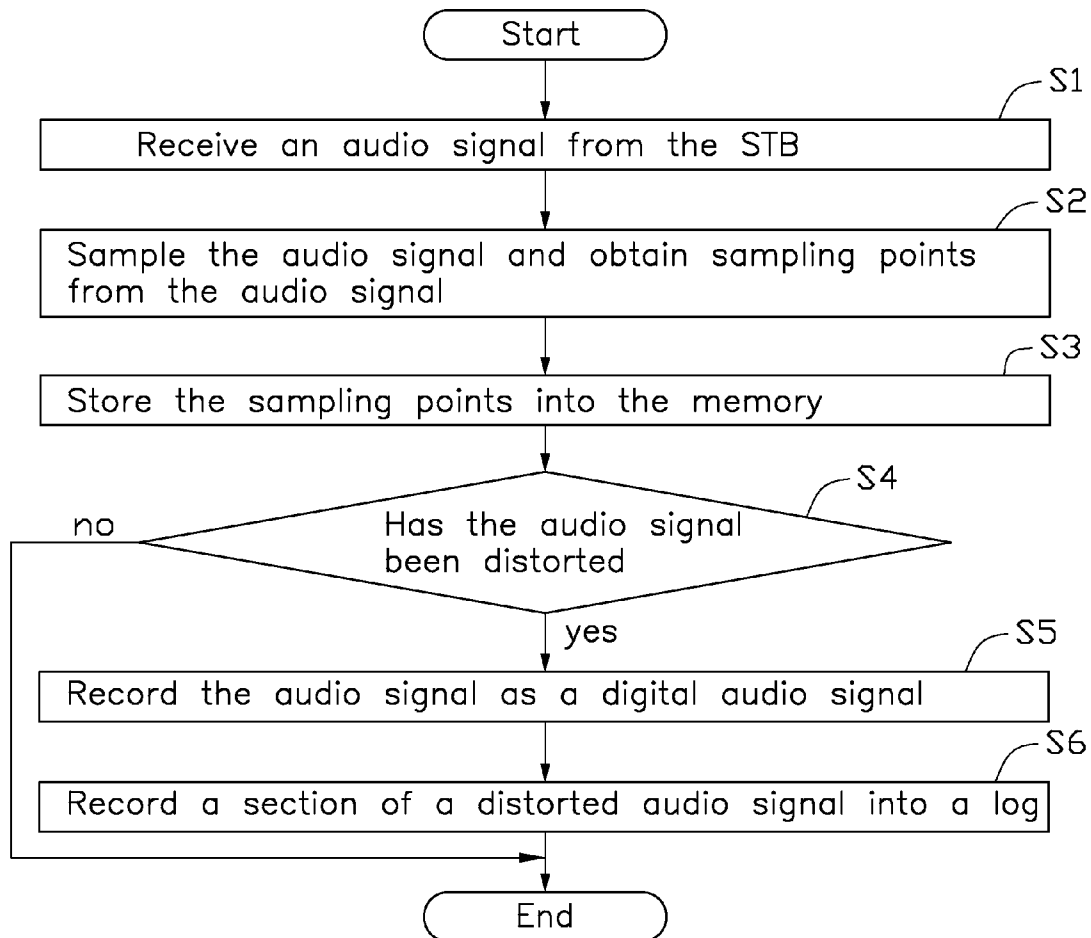 Start
S1
Receive an audio signal from the STB
S2
Sample the audio signal and obtain sampling points
from the audio signal
S3
Store the sampling points into the memory
S4
no
Has the audio signal
been distorted
yes
S5
Record the audio signal as a digital audio signal
S6
Record a section of a distorted audio signal into a log
End